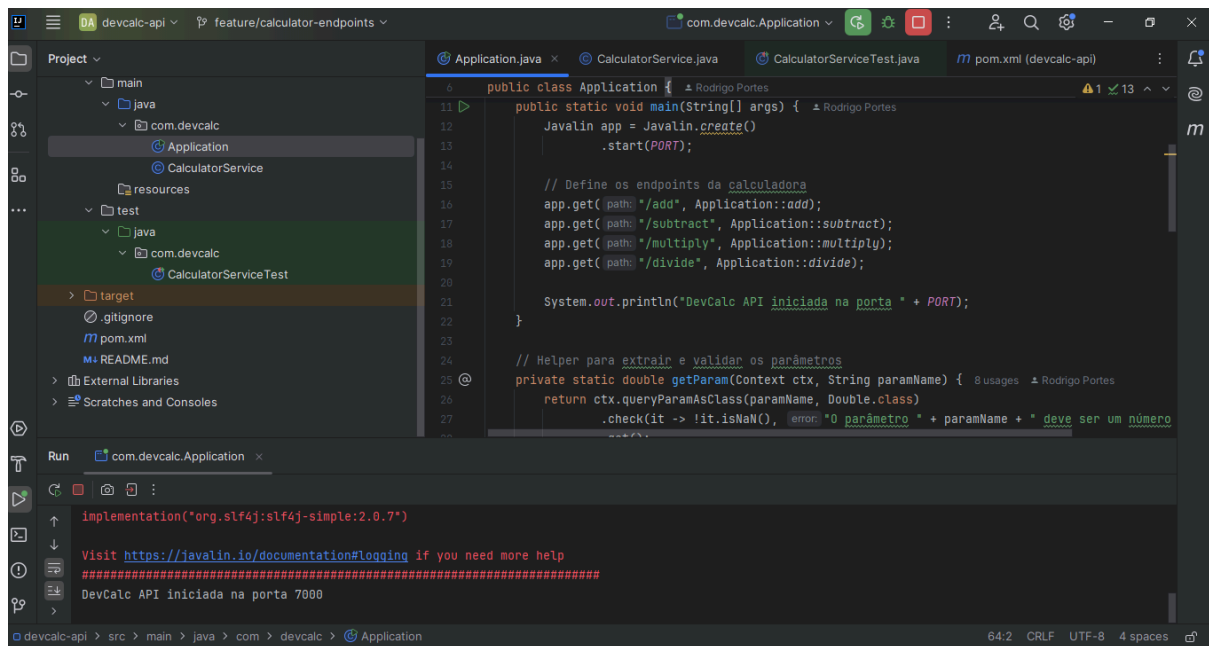 DA devcalc-api feature/calculator-endpoints com.devcalc.Application
Project
main
java
com.devcalc
Application
CalculatorService
resources
test
java
com.devcalc
CalculatorServiceTest
target
.gitignore
pom.xml
README.md
External Libraries
Scratches and Consoles
Application.java CalculatorService.java CalculatorServiceTest.java pom.xml (devcalc-api)
6 public class Application { Rodrigo Portes 1 13
11 public static void main(String[] args) { Rodrigo Portes
12 Javalin app = Javalin.create()
13 .start(PORT);
14
15 // Define os endpoints da calculadora
16 app.get( path: "/add", Application::add);
17 app.get( path: "/subtract", Application::subtract);
18 app.get( path: "/multiply", Application::multiply);
19 app.get( path: "/divide", Application::divide);
20
21 System.out.println("DevCalc API iniciada na porta " + PORT);
22 }
23
24 // Helper para extrair e validar os parâmetros
25 private static double getParam(Context ctx, String paramName) { 8 usages Rodrigo Portes
26 return ctx.queryParamAsClass(paramName, Double.class)
27 .check(it -> !it.isNaN(), error: "O parâmetro " + paramName + " deve ser um número
Run com.devcalc.Application
implementation("org.slf4j:slf4j-simple:2.0.7")
Visit https://javalin.io/documentation#logging if you need more help
#########################################################################
DevCalc API iniciada na porta 7000
devcalc-api > src > main > java > com > devcalc > Application 64:2 CRLF UTF-8 4 spaces